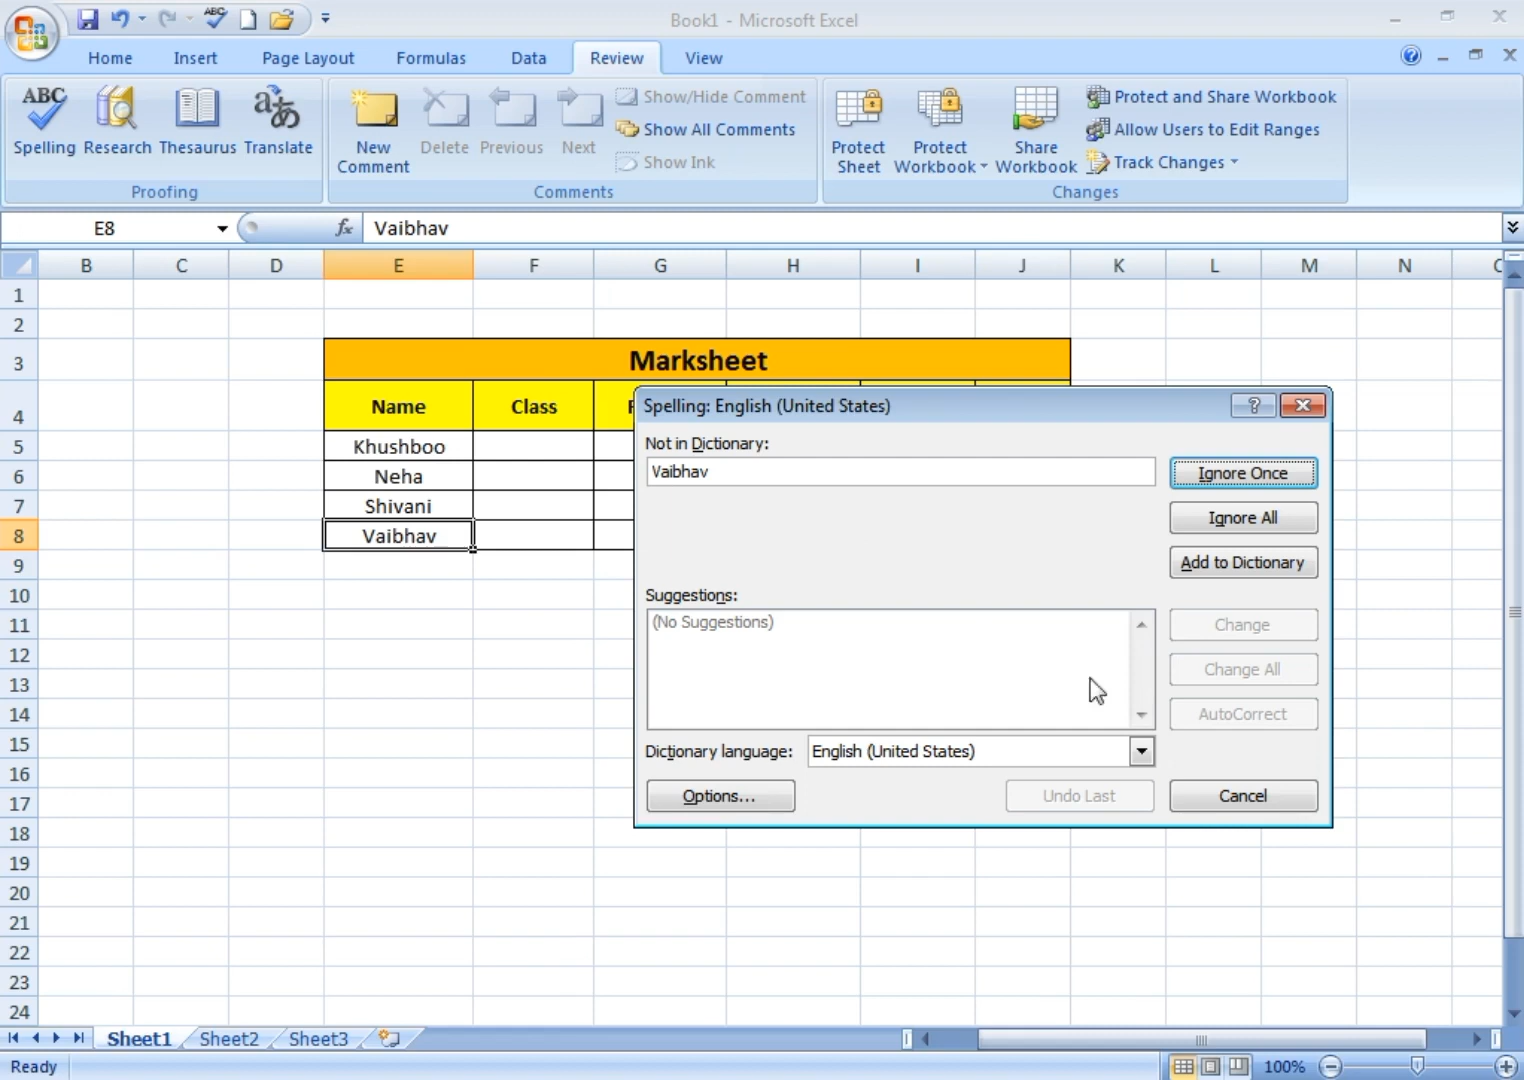 Book1 - Microsoft Excel
Home Insert Page Layout Formulas Data Review View
ABC Spelling Research Thesaurus Translate
Proofing
New Comment Delete Previous Next Show/Hide Comment
Show All Comments
Show Ink
Comments
Protect Sheet Protect Workbook Share Workbook
Protect and Share Workbook
Allow Users to Edit Ranges
Track Changes
Changes
E8 fx Vaibhav
B C D E F G H I J K L M N
1
2
3 Marksheet
4 Name Class
5 Khushboo
6 Neha
7 Shivani
8 Vaibhav
9
10
11
12
13
14
15
16
17
18
19
20
21
22
23
24
Spelling: English (United States)
Not in Dictionary:
Vaibhav
Ignore Once
Ignore All
Add to Dictionary
Suggestions:
(No Suggestions)
Change
Change All
AutoCorrect
Dictionary language: English (United States)
Options... Undo Last Cancel
Sheet1 Sheet2 Sheet3
Ready 100%